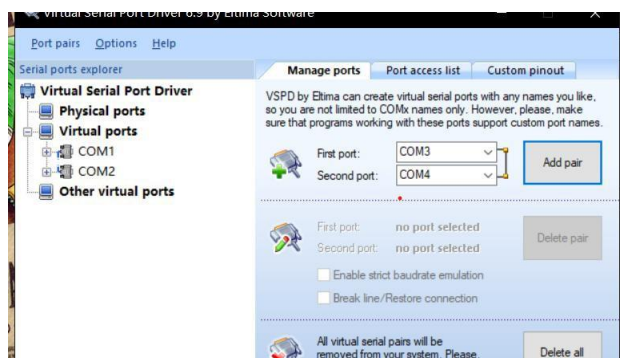 Virtual Serial Port Driver 6.9 by Eltima Software
Port pairs Options Help
Serial ports explorer
Manage ports Port access list Custom pinout
Virtual Serial Port Driver
Physical ports
Virtual ports
COM1
COM2
Other virtual ports
VSPD by Eltima can create virtual serial ports with any names you like,
so you are not limited to COMx names only. However, please, make
sure that programs working with these ports support custom port names.
First port: COM3
Second port: COM4
Add pair
First port: no port selected
Second port: no port selected
Delete pair
Enable strict baudrate emulation
Break line/Restore connection
All virtual serial pairs will be
removed from your system. Please,
Delete all